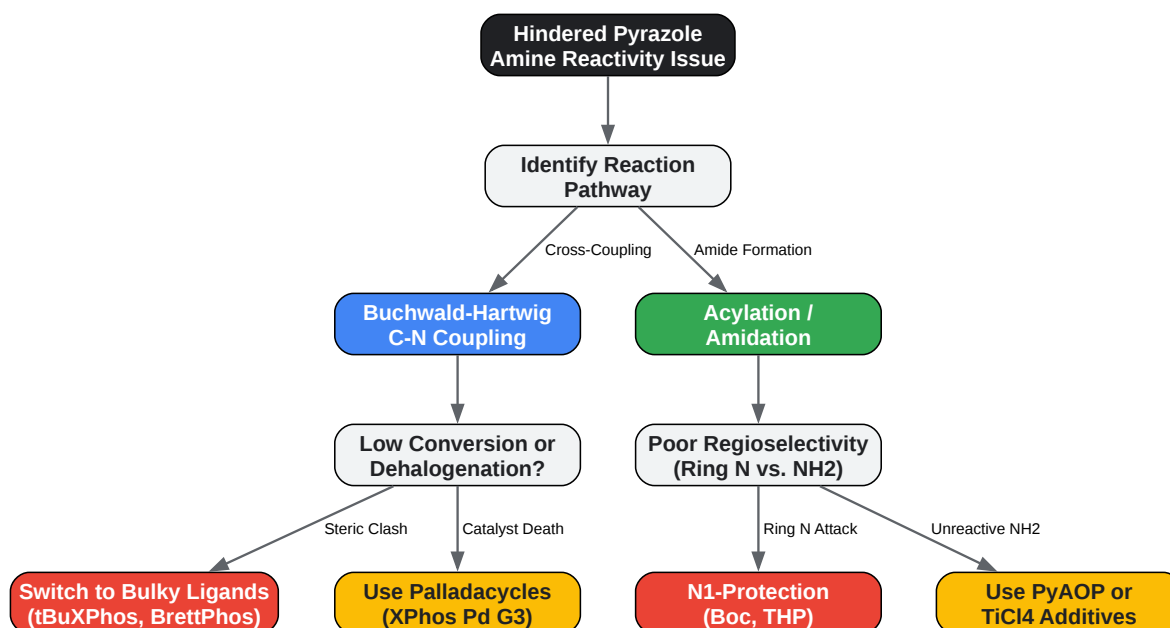 Hindered Pyrazole
Amine Reactivity Issue
Identify Reaction
Pathway
Cross-Coupling
Amide Formation
Buchwald-Hartwig
C-N Coupling
Acylation /
Amidation
Low Conversion or
Dehalogenation?
Poor Regioselectivity
(Ring N vs. NH2)
Steric Clash
Catalyst Death
Ring N Attack
Unreactive NH2
Switch to Bulky Ligands
(tBuXPhos, BrettPhos)
Use Palladacycles
(XPhos Pd G3)
N1-Protection
(Boc, THP)
Use PyAOP or
TiCl4 Additives